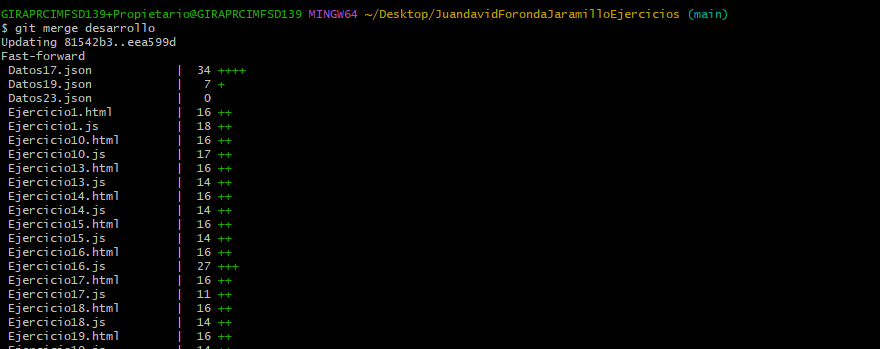 GIRAPRCIMFSD139+Propietario@GIRAPRCIMFSD139 MINGW64 ~/Desktop/JuandavidForondaJaramilloEjercicios (main)
$ git merge desarrollo
Updating 81542b3..eea599d
Fast-forward
 Datos17.json            |  34 ++++
 Datos19.json            |   7 +
 Datos23.json            |   0
 Ejercicio1.html         |  16 ++
 Ejercicio1.js           |  18 ++
 Ejercicio10.html        |  16 ++
 Ejercicio10.js          |  17 ++
 Ejercicio13.html        |  16 ++
 Ejercicio13.js          |  14 ++
 Ejercicio14.html        |  16 ++
 Ejercicio14.js          |  14 ++
 Ejercicio15.html        |  16 ++
 Ejercicio15.js          |  14 ++
 Ejercicio16.html        |  16 ++
 Ejercicio16.js          |  27 +++
 Ejercicio17.html        |  16 ++
 Ejercicio17.js          |  11 ++
 Ejercicio18.html        |  16 ++
 Ejercicio18.js          |  14 ++
 Ejercicio19.html        |  16 ++
 Ejercicio19.js          |  14 ++